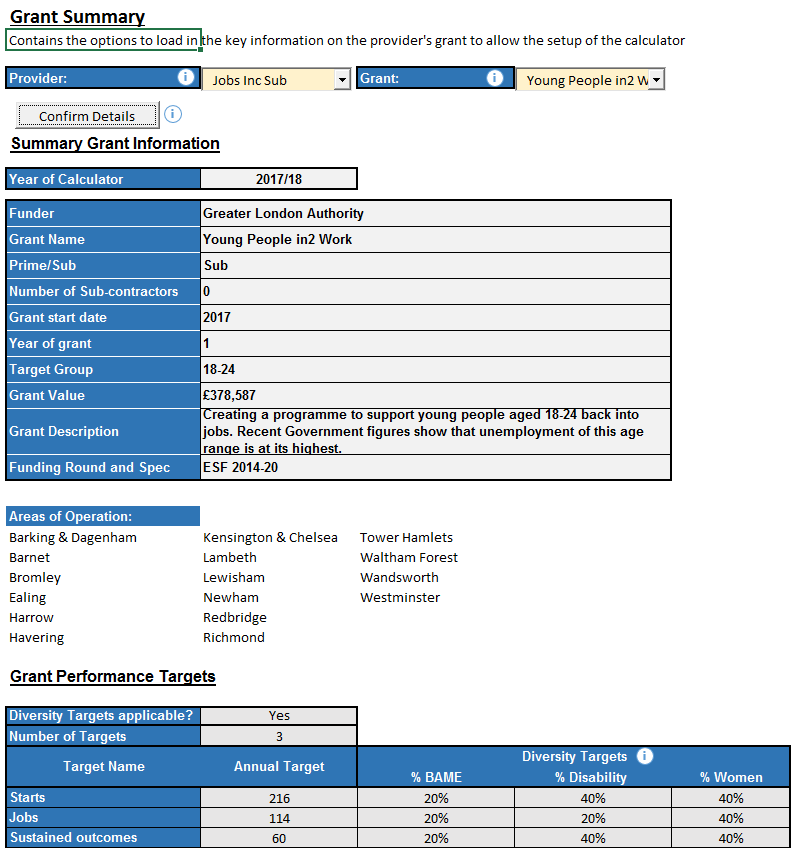 Grant Summary
Contains the options to load in the key information on the provider's grant to allow the setup of the calculator
Provider: i Jobs Inc Sub Grant: i Young People in2 W
Confirm Details i
Summary Grant Information
Year of Calculator 2017/18
Funder Greater London Authority
Grant Name Young People in2 Work
Prime/Sub Sub
Number of Sub-contractors 0
Grant start date 2017
Year of grant 1
Target Group 18-24
Grant Value £378,587
Grant Description Creating a programme to support young people aged 18-24 back into
jobs. Recent Government figures show that unemployment of this age
range is at its highest.
Funding Round and Spec ESF 2014-20
Areas of Operation:
Barking & Dagenham Kensington & Chelsea Tower Hamlets
Barnet Lambeth Waltham Forest
Bromley Lewisham Wandsworth
Ealing Newham Westminster
Harrow Redbridge
Havering Richmond
Grant Performance Targets
Diversity Targets applicable? Yes
Number of Targets 3
Target Name Annual Target Diversity Targets i
% BAME % Disability % Women
Starts 216 20% 40% 40%
Jobs 114 20% 20% 40%
Sustained outcomes 60 20% 40% 40%